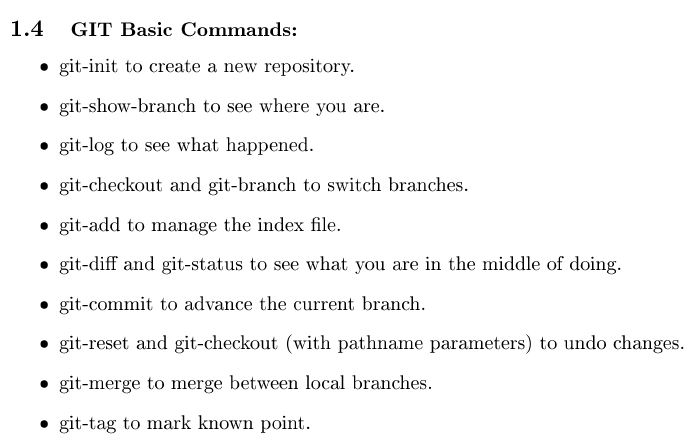 1.4 GIT Basic Commands:
• git-init to create a new repository.
• git-show-branch to see where you are.
• git-log to see what happened.
• git-checkout and git-branch to switch branches.
• git-add to manage the index file.
• git-diff and git-status to see what you are in the middle of doing.
• git-commit to advance the current branch.
• git-reset and git-checkout (with pathname parameters) to undo changes.
• git-merge to merge between local branches.
• git-tag to mark known point.